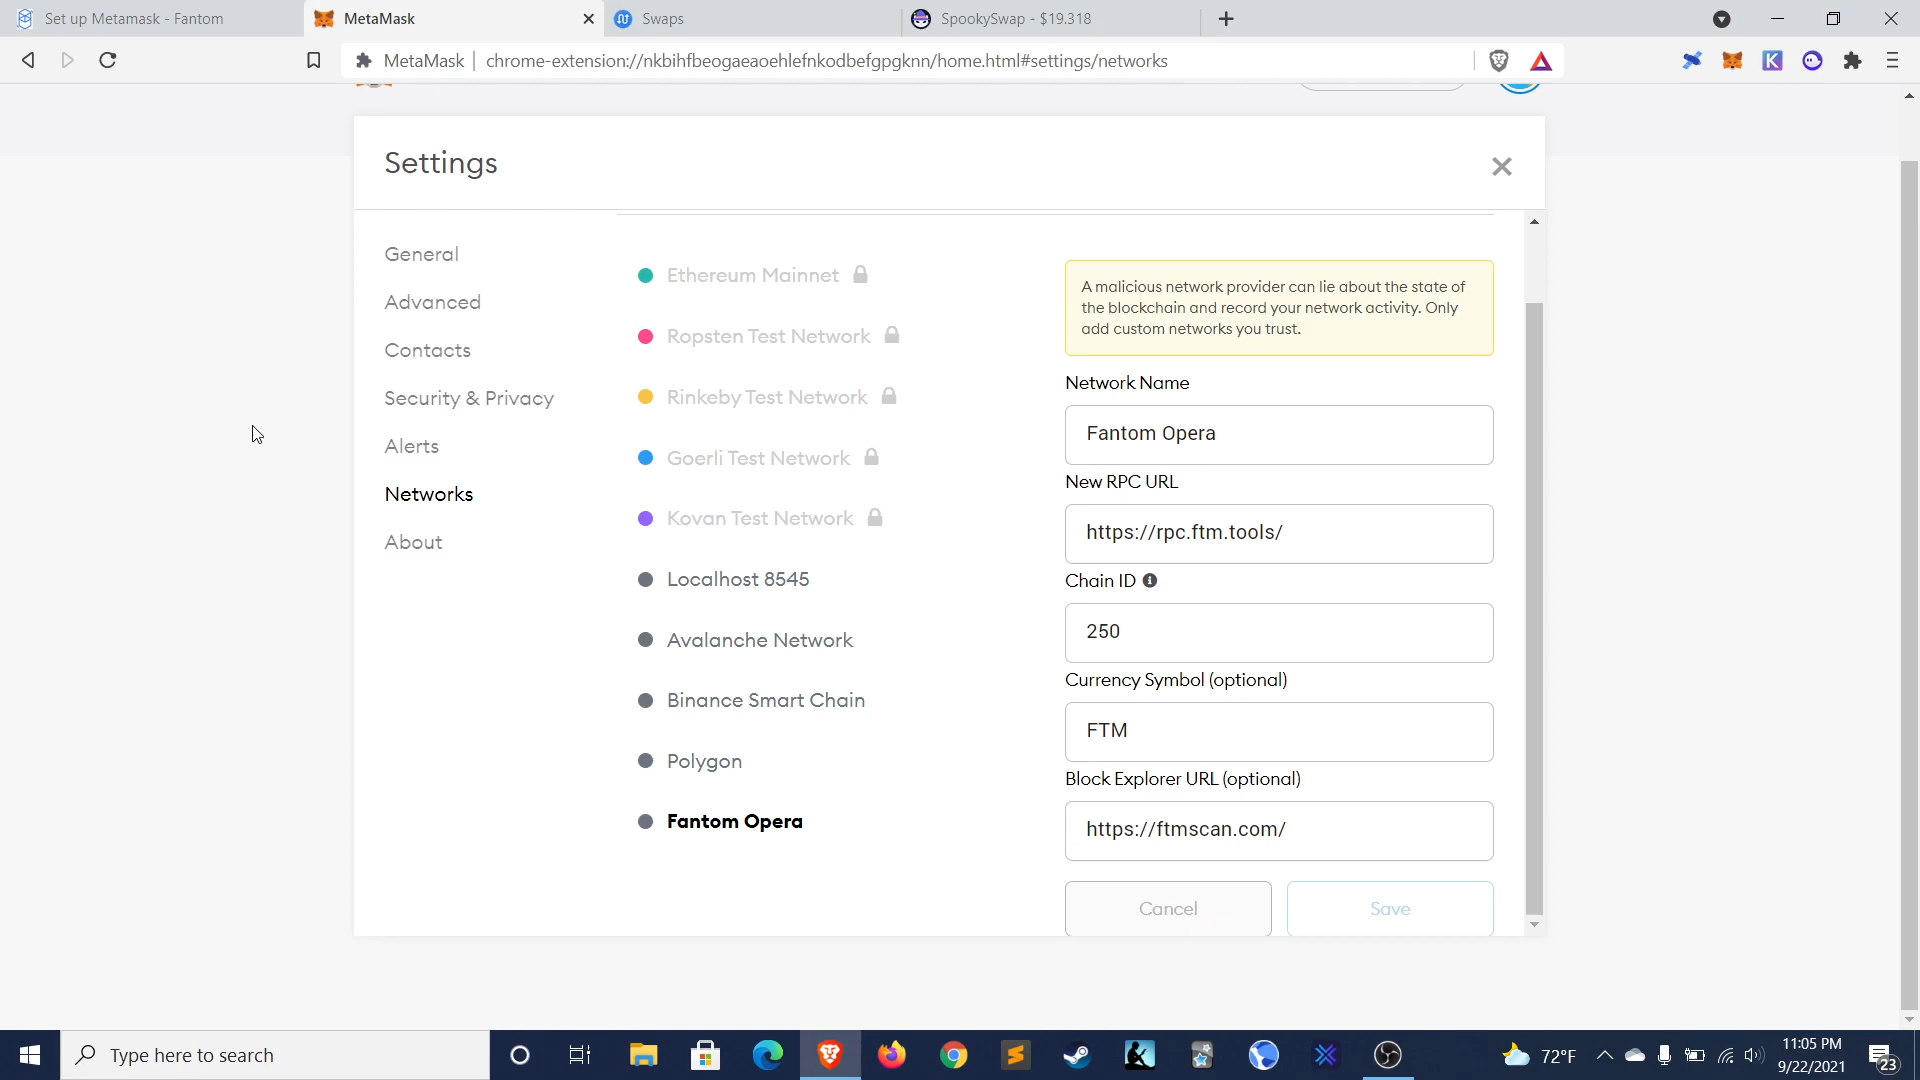 Set up Metamask - Fantom
MetaMask
Swaps
SpookySwap - $19.318
MetaMask
chrome-extension://nkbihfbeogaeaoehlefnkodbefgpgknn/home.html#settings/networks
K
Settings
General
Advanced
Contacts
Security & Privacy
Alerts
Networks
About
Ethereum Mainnet
Ropsten Test Network
Rinkeby Test Network
Goerli Test Network
Kovan Test Network
Localhost 8545
Avalanche Network
Binance Smart Chain
Polygon
Fantom Opera
A malicious network provider can lie about the state of
the blockchain and record your network activity. Only
add custom networks you trust.
Network Name
Fantom Opera
New RPC URL
https://rpc.ftm.tools/
Chain ID
250
Currency Symbol (optional)
FTM
Block Explorer URL (optional)
https://ftmscan.com/
Cancel
Save
Type here to search
72°F
11:05 PM
9/22/2021
23